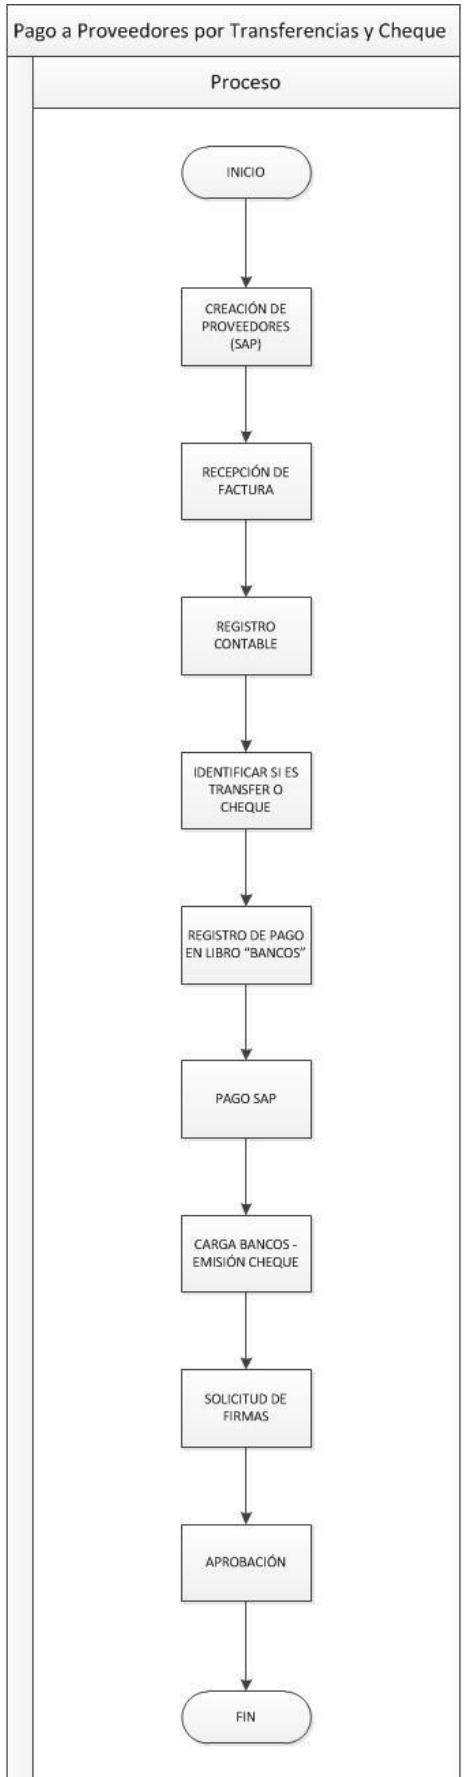 Pago a Proveedores por Transferencias y Cheque
Proceso
INICIO
CREACIÓN DE
PROVEEDORES
(SAP)
RECEPCIÓN DE
FACTURA
REGISTRO
CONTABLE
IDENTIFICAR SI ES
TRANSFER O
CHEQUE
REGISTRO DE PAGO
EN LIBRO “BANCOS”
PAGO SAP
CARGA BANCOS -
EMISIÓN CHEQUE
SOLICITUD DE
FIRMAS
APROBACIÓN
FIN